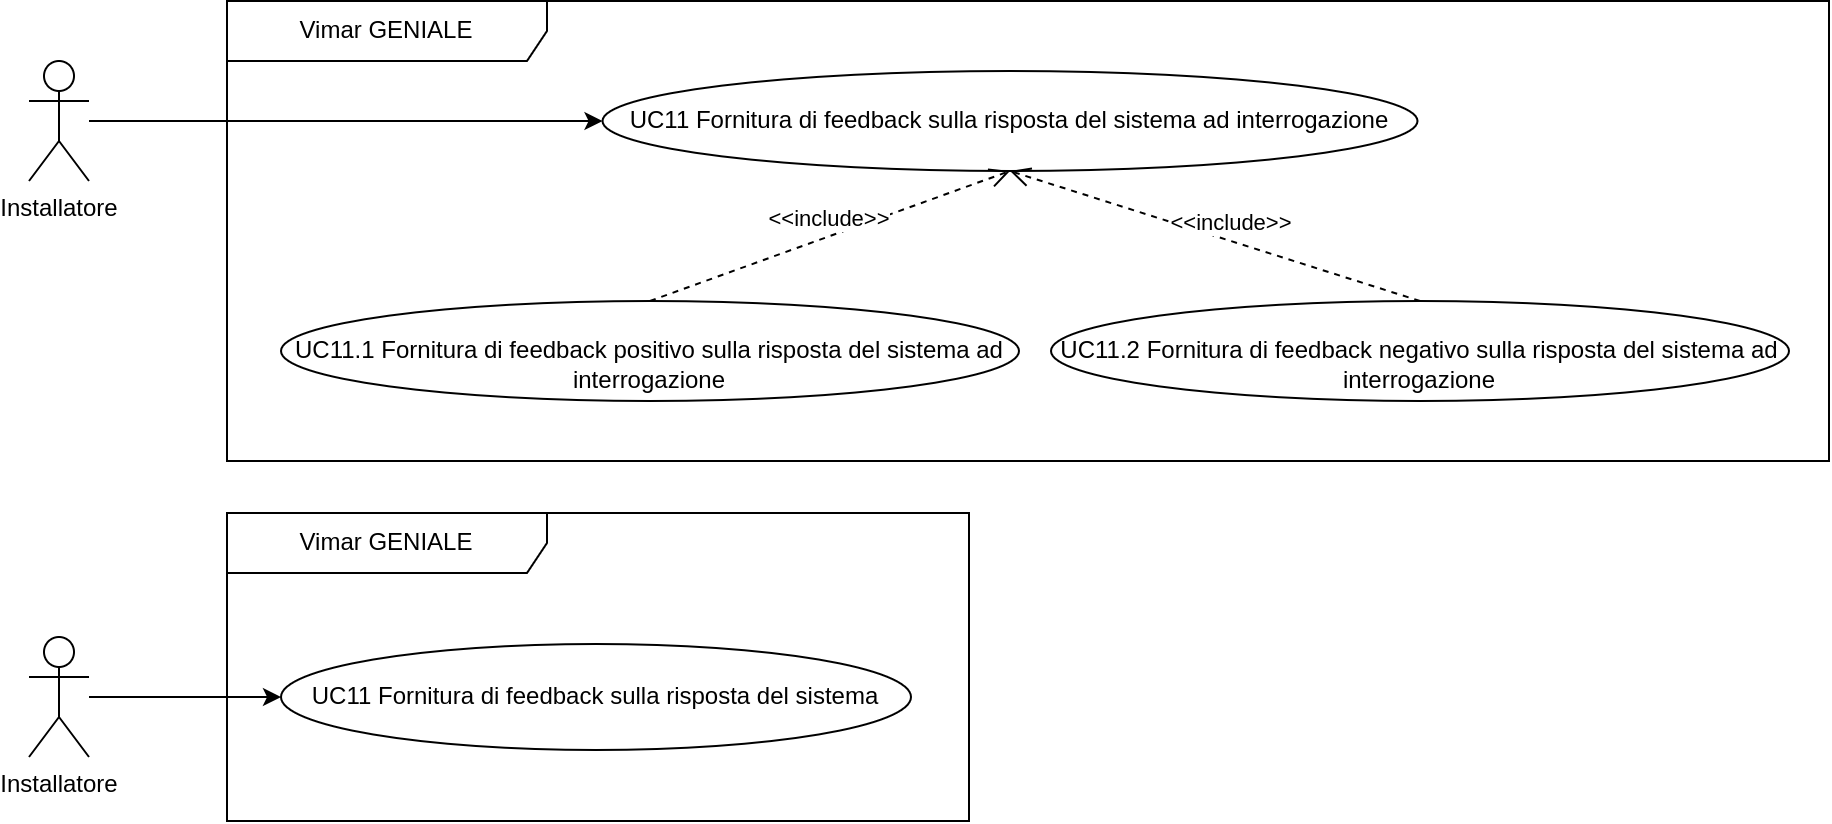 Vimar GENIALE
UC11 Fornitura di feedback sulla risposta del sistema ad interrogazione
Installatore
<<include>>
<<include>>
UC11.1 Fornitura di feedback positivo sulla risposta del sistema ad
interrogazione
UC11.2 Fornitura di feedback negativo sulla risposta del sistema ad
interrogazione
Vimar GENIALE
UC11 Fornitura di feedback sulla risposta del sistema
Installatore